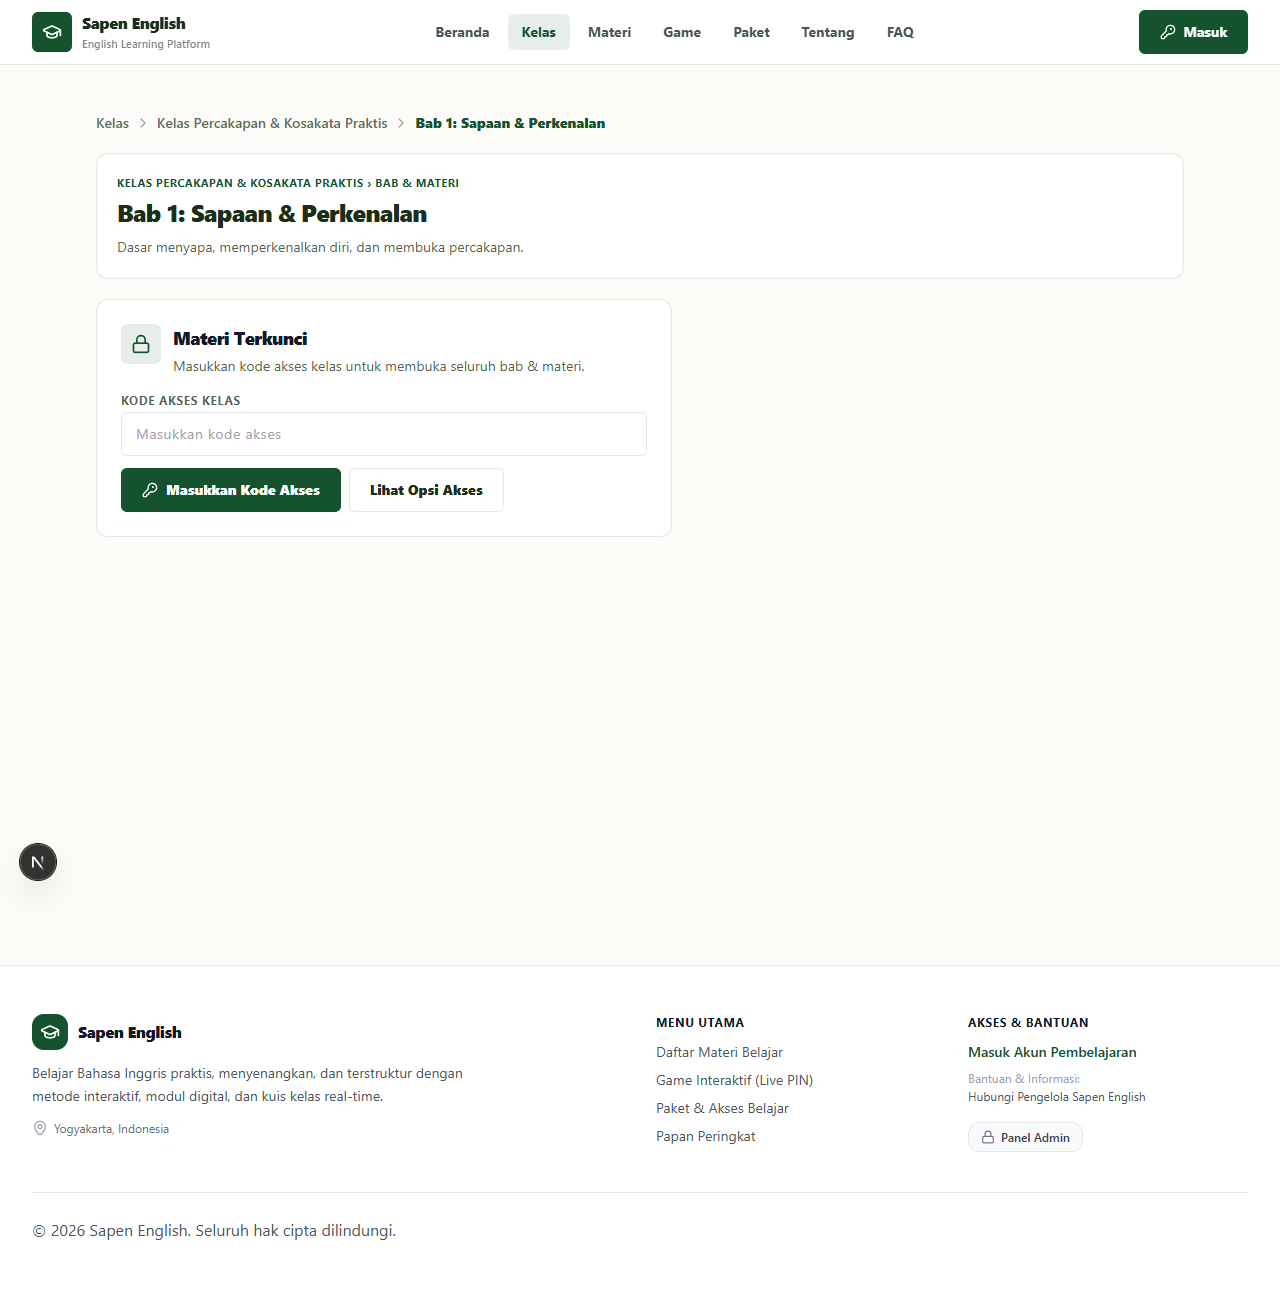 Sapen English
English Learning Platform
Beranda
Kelas
Materi
Game
Paket
Tentang
FAQ
Masuk
Kelas > Kelas Percakapan & Kosakata Praktis > Bab 1: Sapaan & Perkenalan
KELAS PERCAKAPAN & KOSAKATA PRAKTIS › BAB & MATERI
Bab 1: Sapaan & Perkenalan
Dasar menyapa, memperkenalkan diri, dan membuka percakapan.
Materi Terkunci
Masukkan kode akses kelas untuk membuka seluruh bab & materi.
KODE AKSES KELAS
Masukkan kode akses
Masukkan Kode Akses
Lihat Opsi Akses
N
Sapen English
Belajar Bahasa Inggris praktis, menyenangkan, dan terstruktur dengan
metode interaktif, modul digital, dan kuis kelas real-time.
Yogyakarta, Indonesia
MENU UTAMA
Daftar Materi Belajar
Game Interaktif (Live PIN)
Paket & Akses Belajar
Papan Peringkat
AKSES & BANTUAN
Masuk Akun Pembelajaran
Bantuan & Informasi:
Hubungi Pengelola Sapen English
Panel Admin
© 2026 Sapen English. Seluruh hak cipta dilindungi.